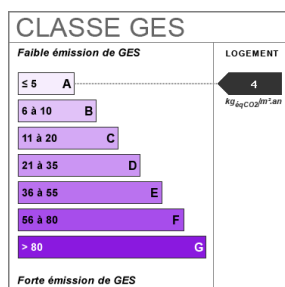 CLASSE GES
Faible émission de GES
LOGEMENT
≤ 5 A
4
kgéqCO2/m².an
6 à 10 B
11 à 20 C
21 à 35 D
36 à 55 E
56 à 80 F
> 80 G
Forte émission de GES